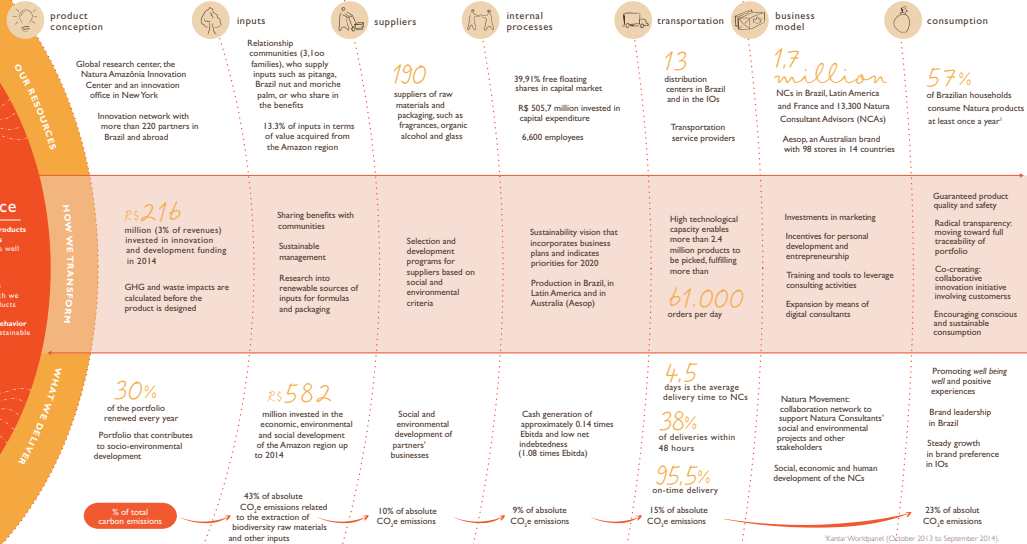 product
conception
inputs
suppliers
internal
processes
transportation
business
model
consumption
OUR RESOURCES
Global research center, the
Natura Amazônia Innovation
Center and an innovation
office in New York
Innovation network with
more than 220 partners in
Brazil and abroad
Relationship
communities (3,1oo
families), who supply
inputs such as pitanga,
Brazil nut and moriche
palm, or who share in
the benefits
13.3% of inputs in terms
of value acquired from
the Amazon region
190
suppliers of raw
materials and
packaging, such as
fragrances, organic
alcohol and glass
39,91% free floating
shares in capital market
R$ 505,7 million invested in
capital expenditure
6,600 employees
13
distribution
centers in Brazil
and in the IOs
Transportation
service providers
1,7
million
NCs in Brazil, Latin America
and France and 13,300 Natura
Consultant Advisors (NCAs)
Aesop, an Australian brand
with 98 stores in 14 countries
57%
of Brazilian households
consume Natura products
at least once a year¹
HOW WE TRANSFORM
R$216
million (3% of revenues)
invested in innovation
and development funding
in 2014
GHG and waste impacts are
calculated before the
product is designed
Sharing benefits with
communities
Sustainable
management
Research into
renewable sources of
inputs for formulas
and packaging
Selection and
development
programs for
suppliers based on
social and
environmental
criteria
Sustainability vision that
incorporates business
plans and indicates
priorities for 2020
Production in Brazil, in
Latin America and in
Australia (Aesop)
High technological
capacity enables
more than 2.4
million products to
be picked, fulfilling
more than
61.000
orders per day
Investments in marketing
Incentives for personal
development and
entrepreneurship
Training and tools to leverage
consulting activities
Expansion by means of
digital consultants
Guaranteed product
quality and safety
Radical transparency:
moving toward full
traceability of
portfolio
Co-creating:
collaborative
innovation initiative
involving customerss
Encouraging conscious
and sustainable
consumption
ce
roducts
s
well
h we
ducts
ehavior
stainable
WHAT WE DELIVER
30%
of the portfolio
renewed every year
Portfolio that contributes
to socio-environmental
development
R$582
million invested in the
economic, environmental
and social development
of the Amazon region up
to 2014
Social and
environmental
development of
partners'
businesses
Cash generation of
approximately 0.14 times
Ebitda and low net
indebtedness
(1.08 times Ebitda)
4,5
days is the average
delivery time to NCs
38%
of deliveries within
48 hours
95,5%
on-time delivery
Natura Movement:
collaboration network to
support Natura Consultants'
social and environmental
projects and other
stakeholders
Social, economic and human
development of the NCs
Promoting well being
well and positive
experiences
Brand leadership
in Brazil
Steady growth
in brand preference
in IOs
% of total
carbon emissions
43% of absolute
CO₂e emissions related
to the extraction of
biodiversity raw materials
and other inputs
10% of absolute
CO₂e emissions
9% of absolute
CO₂e emissions
15% of absolute
CO₂e emissions
23% of absolut
CO₂e emissions
¹Kantar Worldpanel (October 2013 to September 2014).